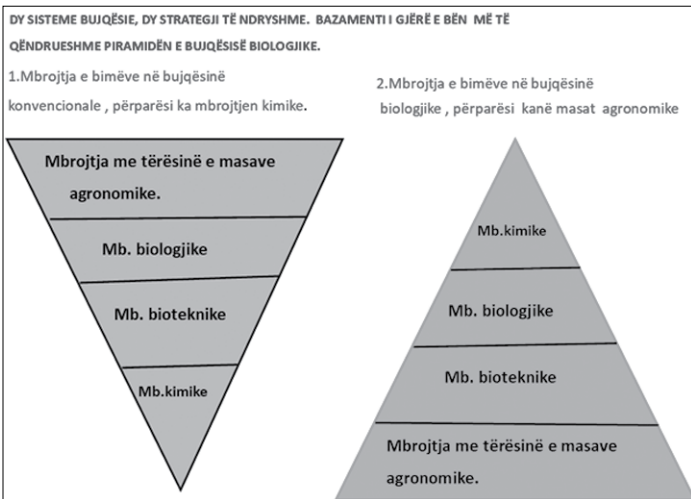 DY SISTEME BUJQËSIE, DY STRATEGJI TË NDRYSHME. BAZAMENTI I GJËRË E BËN MË TË
QËNDRUESHME PIRAMIDËN E BUJQËSISË BIOLOGJIKE.
1.Mbrojtja e bimëve në bujqësinë
konvencionale , përparësi ka mbrojtjen kimike.
2.Mbrojtja e bimëve në bujqësinë
biologjike , përparësi kanë masat agronomike
Mbrojtja me tërësinë e masave
agronomike.
Mb. biologjike
Mb. bioteknike
Mb.kimike
Mb.kimike
Mb. biologjike
Mb. bioteknike
Mbrojtja me tërësinë e masave
agronomike.